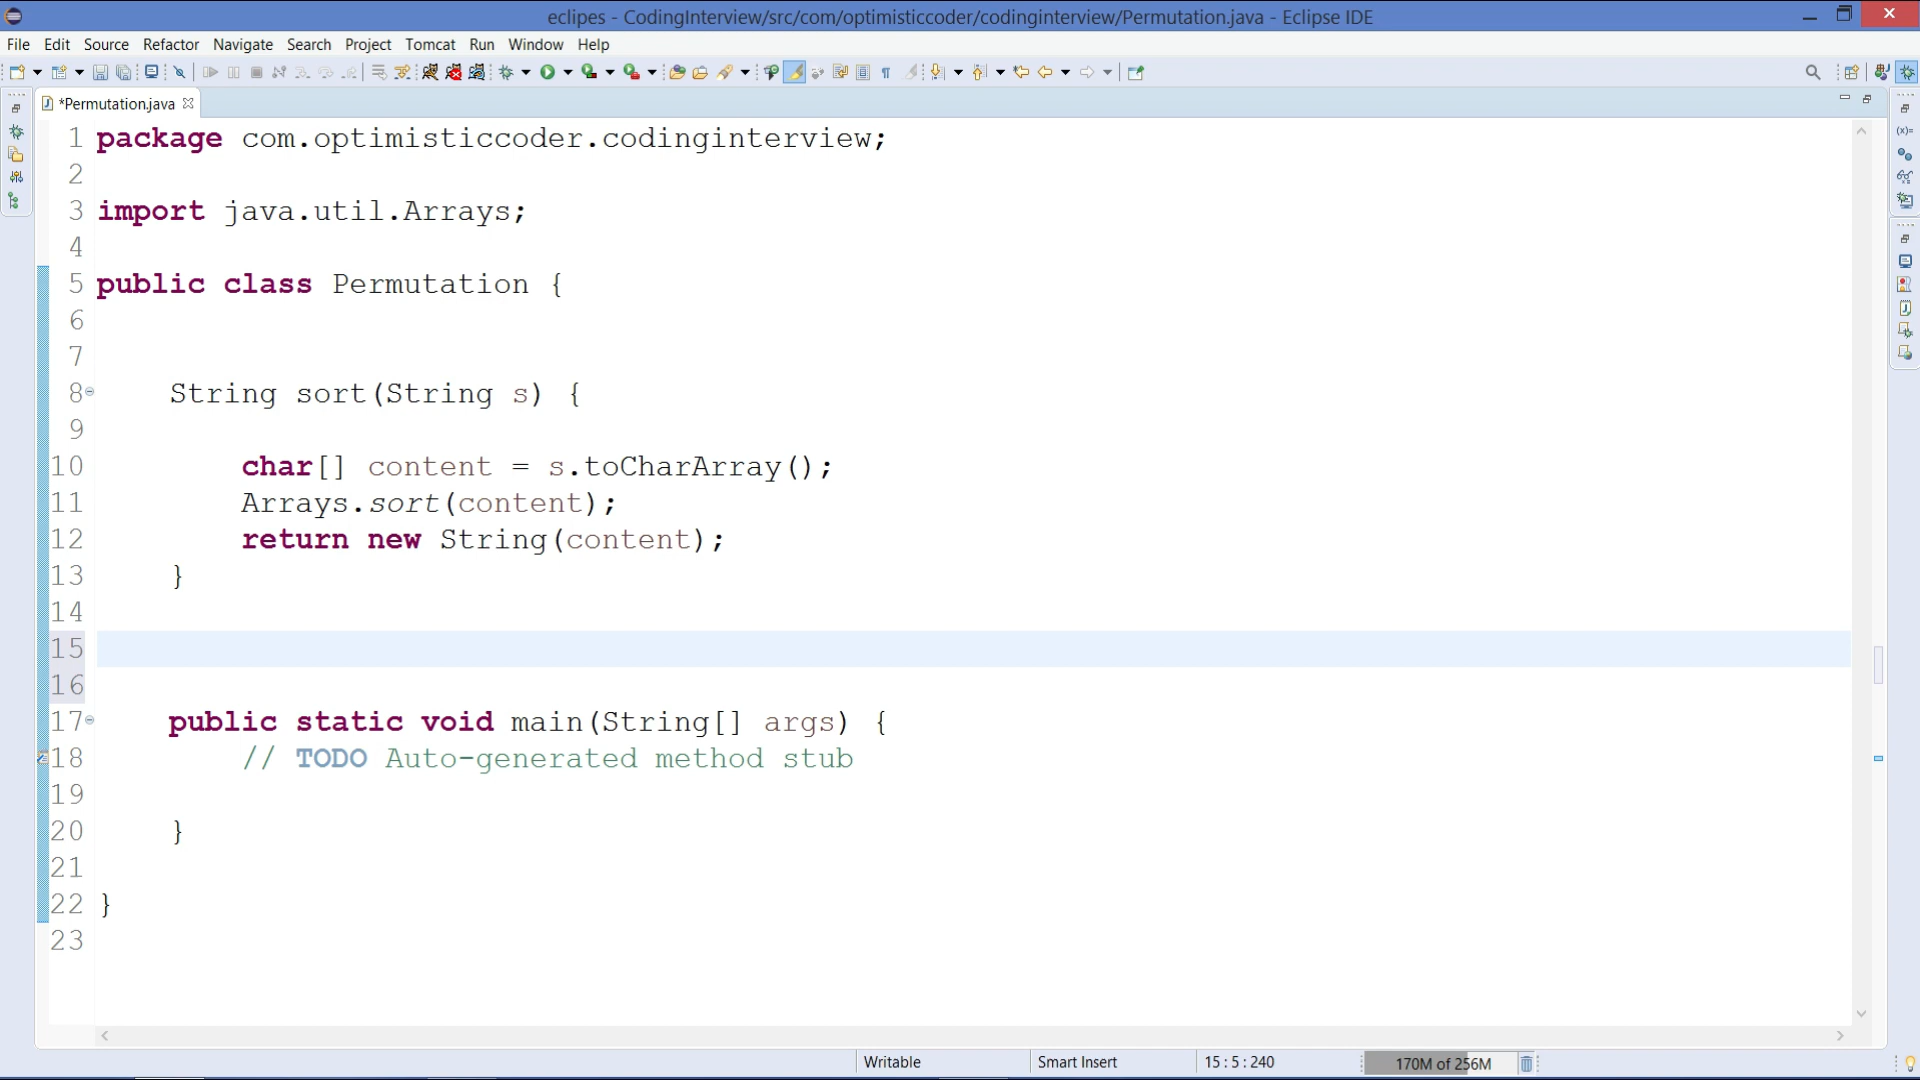 eclipes - CodingInterview/src/com/optimisticcoder/codinginterview/Permutation.java - Eclipse IDE
File Edit Source Refactor Navigate Search Project Tomcat Run Window Help
*Permutation.java
1 package com.optimisticcoder.codinginterview;
2
3 import java.util.Arrays;
4
5 public class Permutation {
6
7
8 String sort(String s) {
9
10 char[] content = s.toCharArray();
11 Arrays.sort(content);
12 return new String(content);
13 }
14
15
16
17 public static void main(String[] args) {
18 // TODO Auto-generated method stub
19
20 }
21
22 }
23
Writable Smart Insert 15 : 5 : 240 170M of 256M